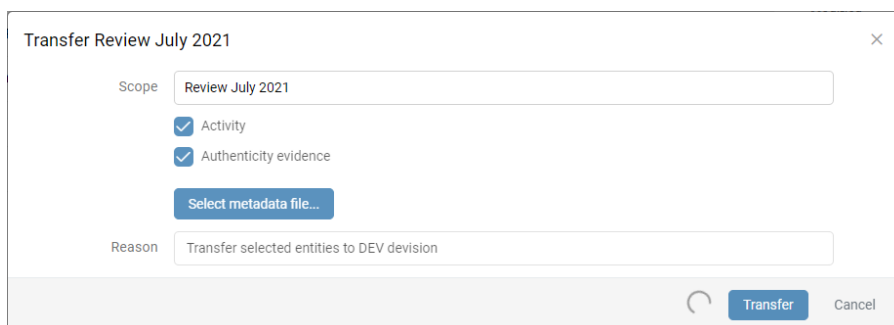 Transfer Review July 2021
Scope
Review July 2021
Activity
Authenticity evidence
Select metadata file...
Reason
Transfer selected entities to DEV devision
Transfer
Cancel